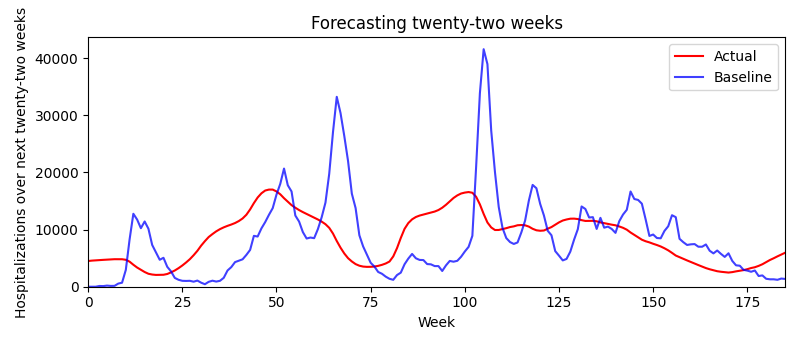 Forecasting twenty-two weeks
Hospitalizations over next twenty-two weeks
40000
30000
20000
10000
0
Actual
Baseline
0 25 50 75 100 125 150 175
Week